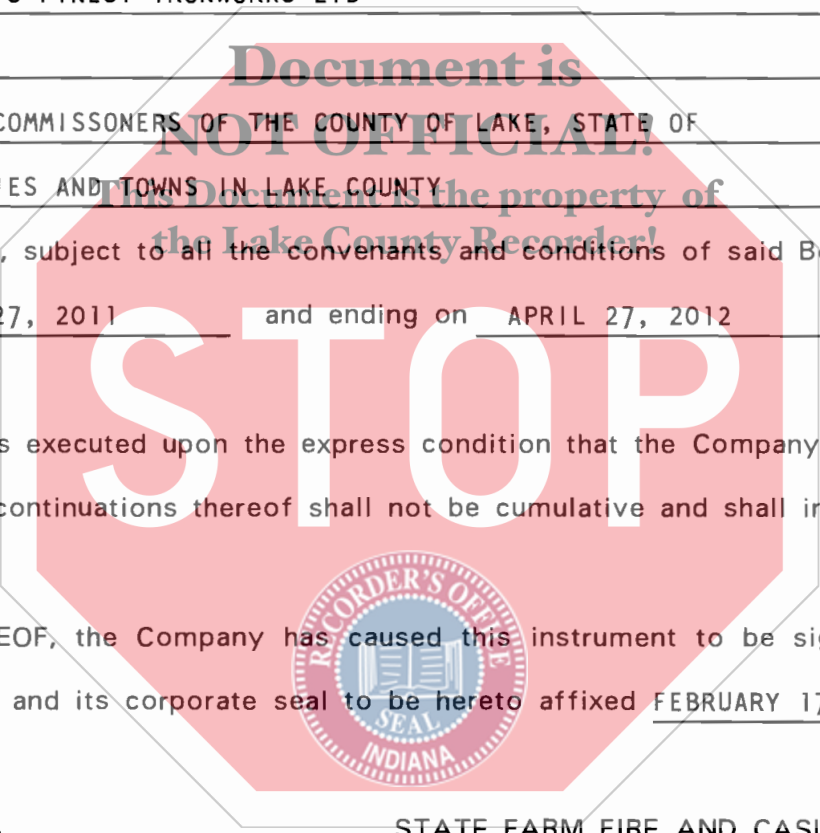 FINEST IRONWORKS LTD
Document is
COMMISSONERS OF THE COUNTY OF LAKE, STATE OF
NOT OFFICIAL!
ES AND TOWNS IN LAKE COUNTY
This Document is the property of
the Lake County Recorder!
, subject to all the convenants and conditions of said
27, 2011 and ending on APRIL 27, 2012
STOP
s executed upon the express condition that the Company
continuations thereof shall not be cumulative and shall
RECORDER'S OFFICE
EOF, the Company has caused this instrument to be
and its corporate seal to be hereto affixed FEBRUARY 17
SEAL
INDIANA
STATE FARM FIRE AND